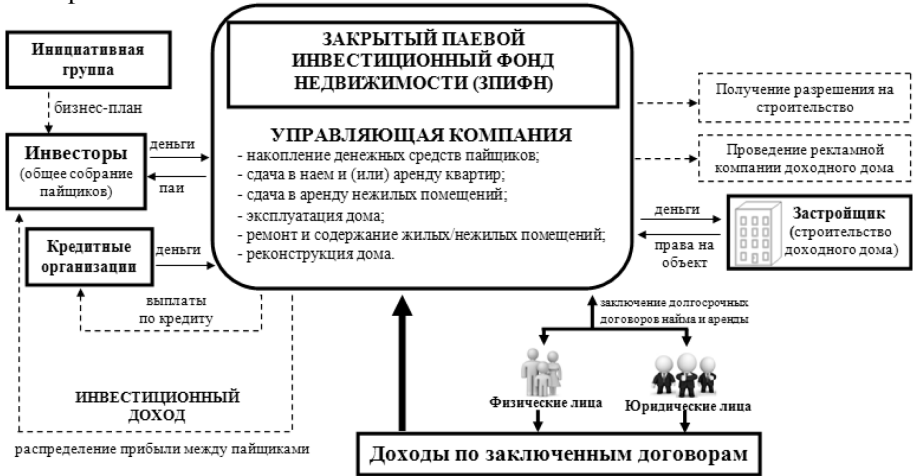 Инициативная
группа
бизнес-план
Инвесторы
(общее собрание
пайщиков)
деньги
паи
Кредитные
организации
деньги
выплаты
по кредиту
ИНВЕСТИЦИОННЫЙ
ДОХОД
распределение прибыли между пайщиками
ЗАКРЫТЫЙ ПАЕВОЙ
ИНВЕСТИЦИОННЫЙ ФОНД
НЕДВИЖИМОСТИ (ЗПИФН)
УПРАВЛЯЮЩАЯ КОМПАНИЯ
- накопление денежных средств пайщиков;
- сдача в наем и (или) аренду квартир;
- сдача в аренду нежилых помещений;
- эксплуатация дома;
- ремонт и содержание жилых/нежилых помещений;
- реконструкция дома.
Получение разрешения на
строительство
Проведение рекламной
компании доходного дома
деньги
права на
объект
Застройщик
(строительство
доходного дома)
заключение долгосрочных
договоров найма и аренды
Физические лица
Юридические лица
Доходы по заключенным договорам